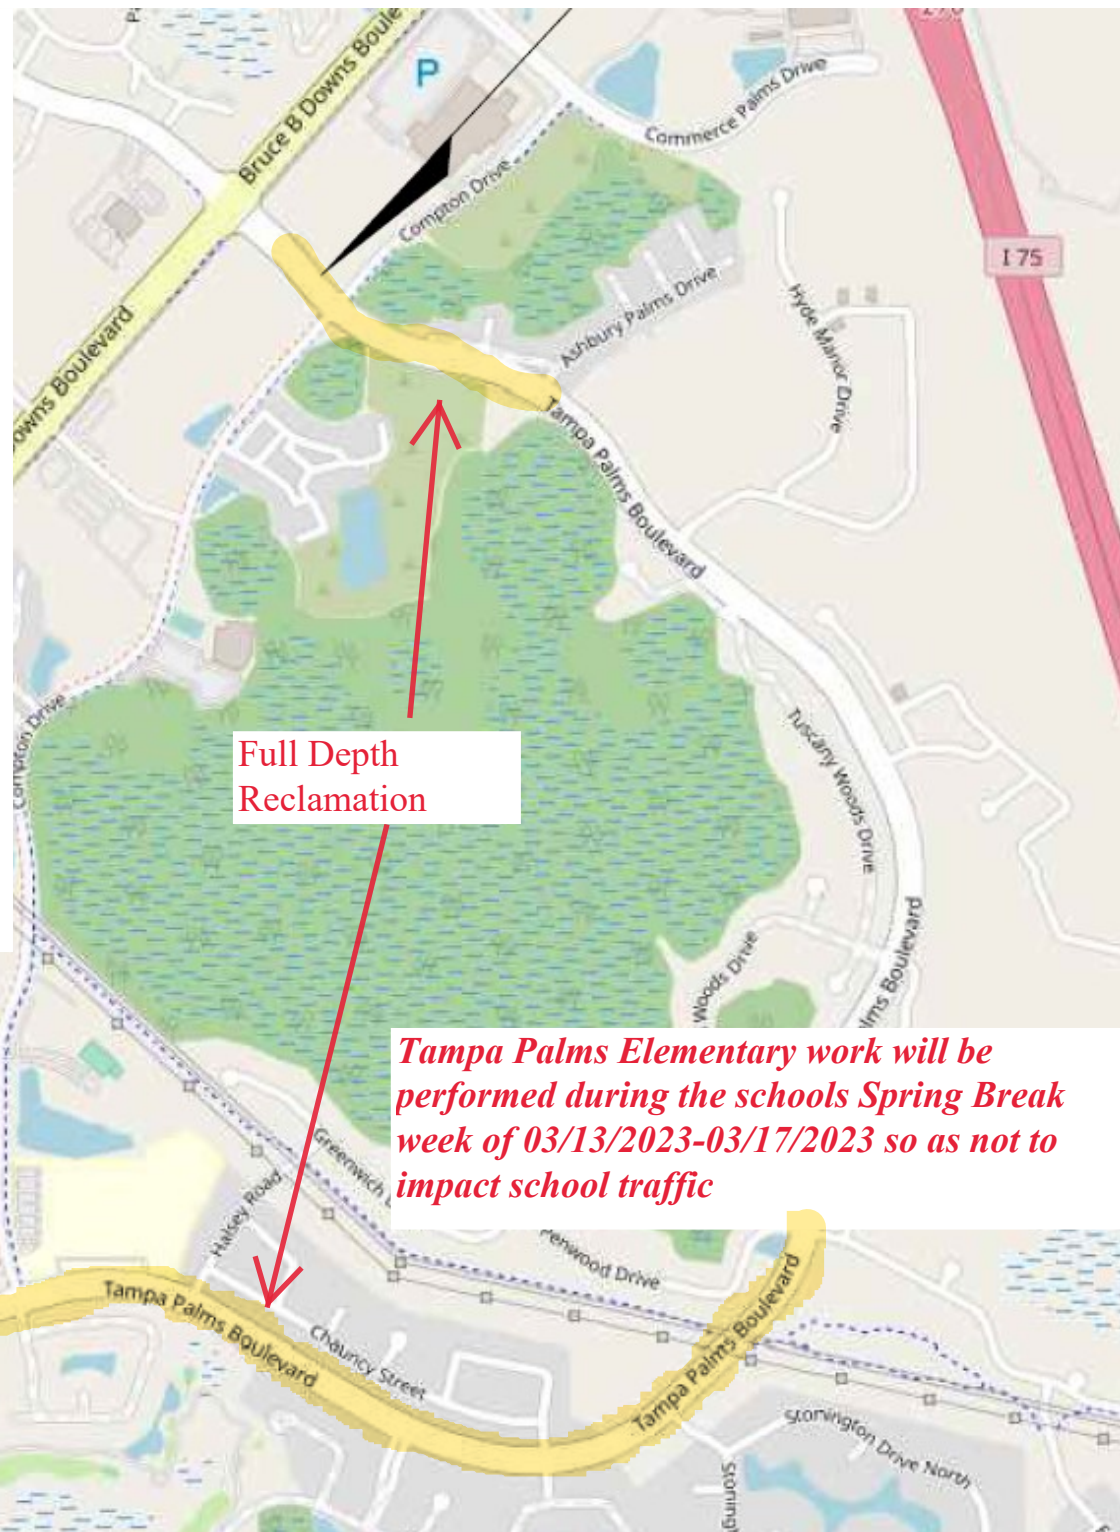 P
Bruce B Downs Boule
Commerce Palms Drive
Compton Drive
I 75
Ashbury Palms Drive
Hyde Manor Drive
owns Boulevard
Tampa Palms Boulevard
Compton Drive
Tuscany Woods Drive
Full Depth
Reclamation
Woods Drive
lms Boulevard
Tampa Palms Elementary work will be
performed during the schools Spring Break
week of 03/13/2023-03/17/2023 so as not to
impact school traffic
Greenwich
Halsey Road
Penwood Drive
Tampa Palms Boulevard
Chauncy Street
Tampa Palms Boulevard
Stonington Drive North
Stoning